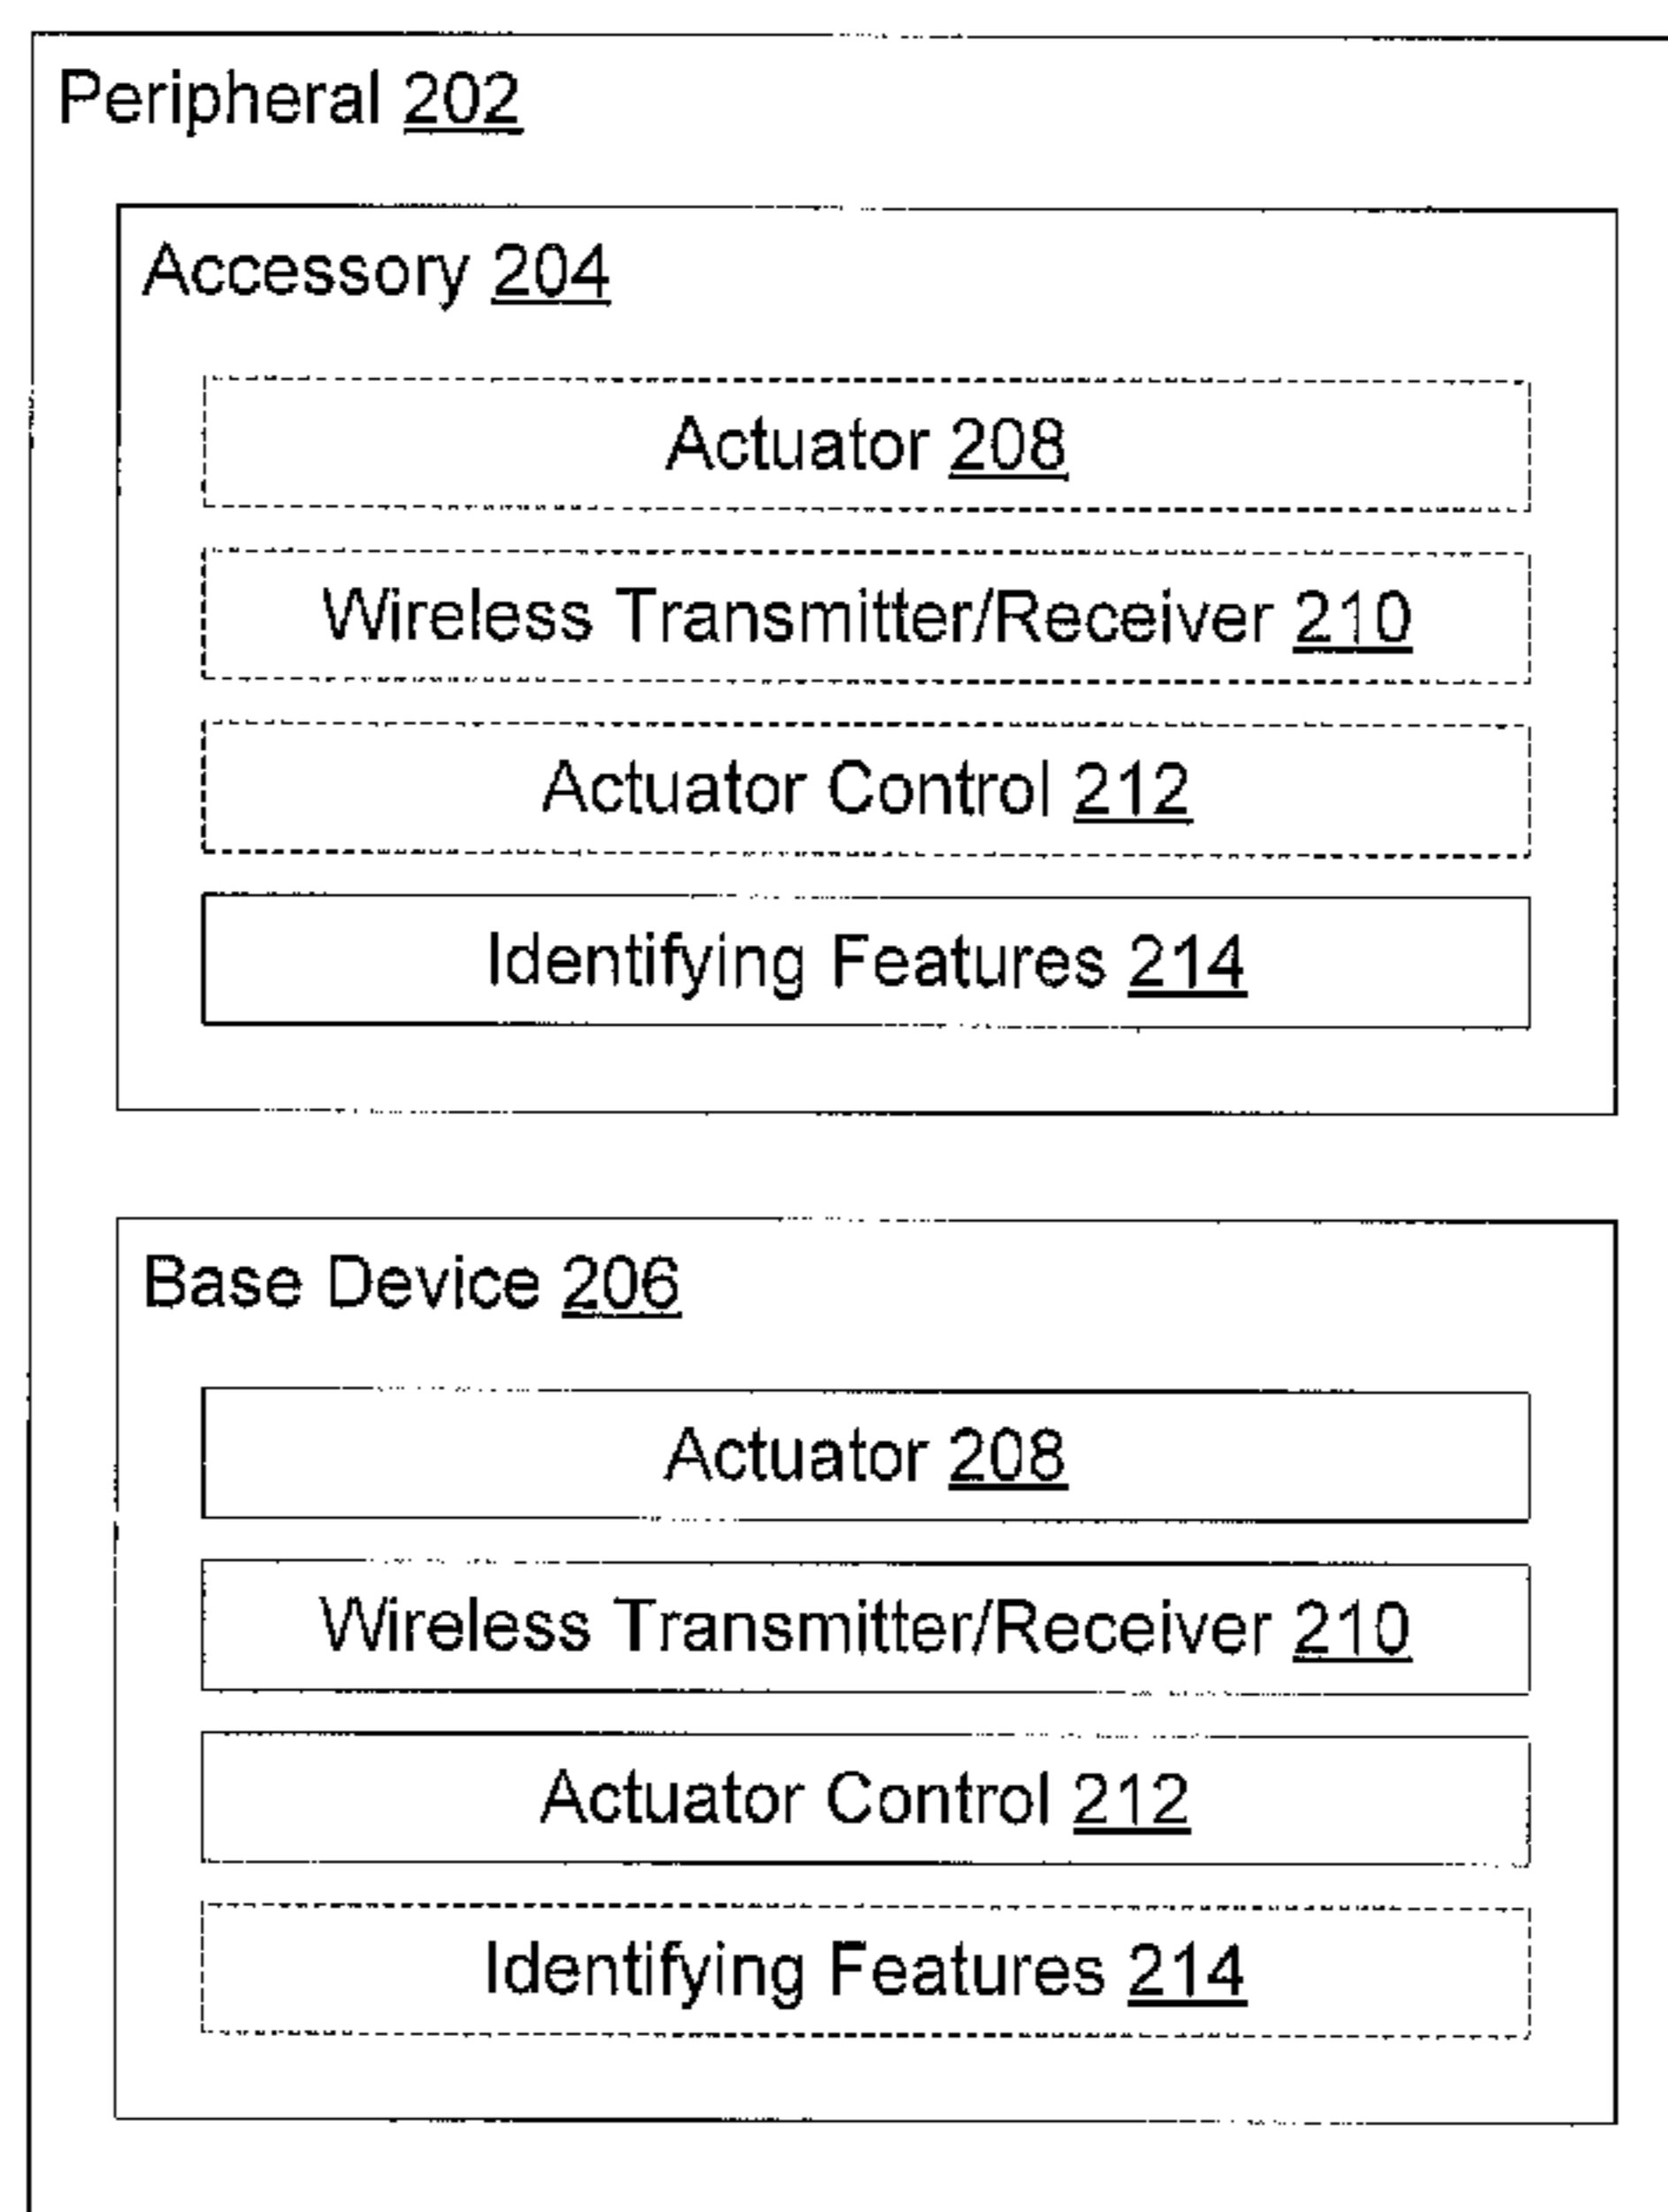 Peripheral 202
Accessory 204
Actuator 208
Wireless Transmitter/Receiver 210
Actuator Control 212
Identifying Features 214
Base Device 206
Actuator 208
Wireless Transmitter/Receiver 210
Actuator Control 212
Identifying Features 214